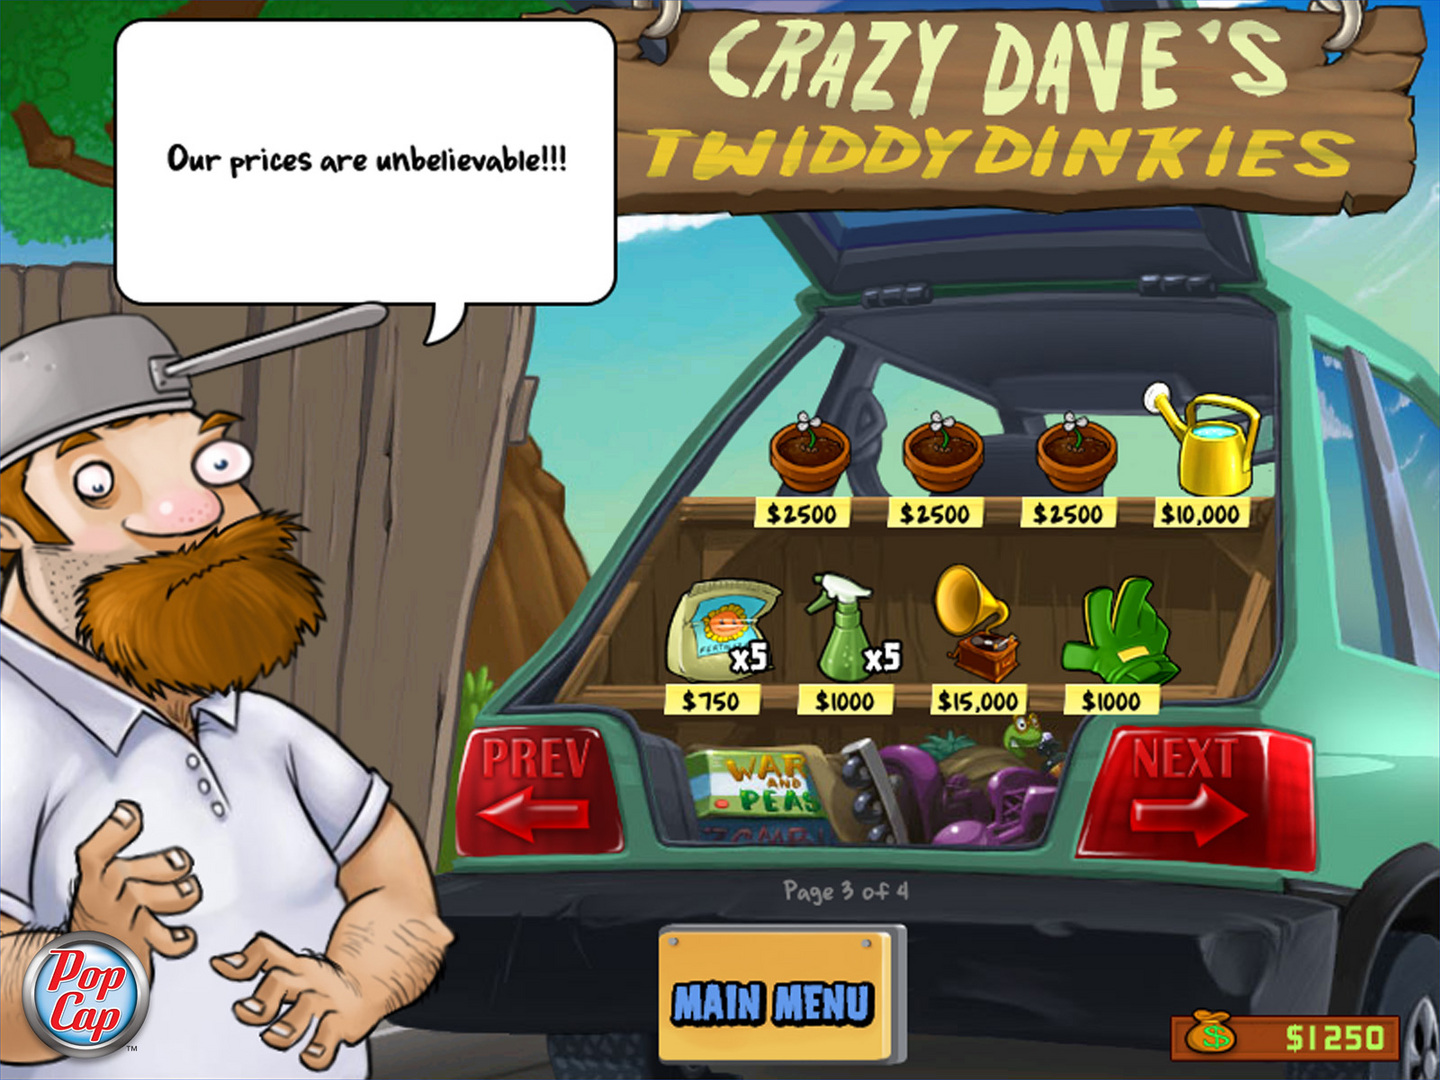 CRAZY DAVE'S
TWIDDYDINKIES
Our prices are unbelievable!!!
$2500
$2500
$2500
$10,000
x5
x5
$750
$1000
$15,000
$1000
PREV
NEXT
WAR
AND
PEAS
Page 3 of 4
MAIN MENU
Pop
Cap
™
$1250